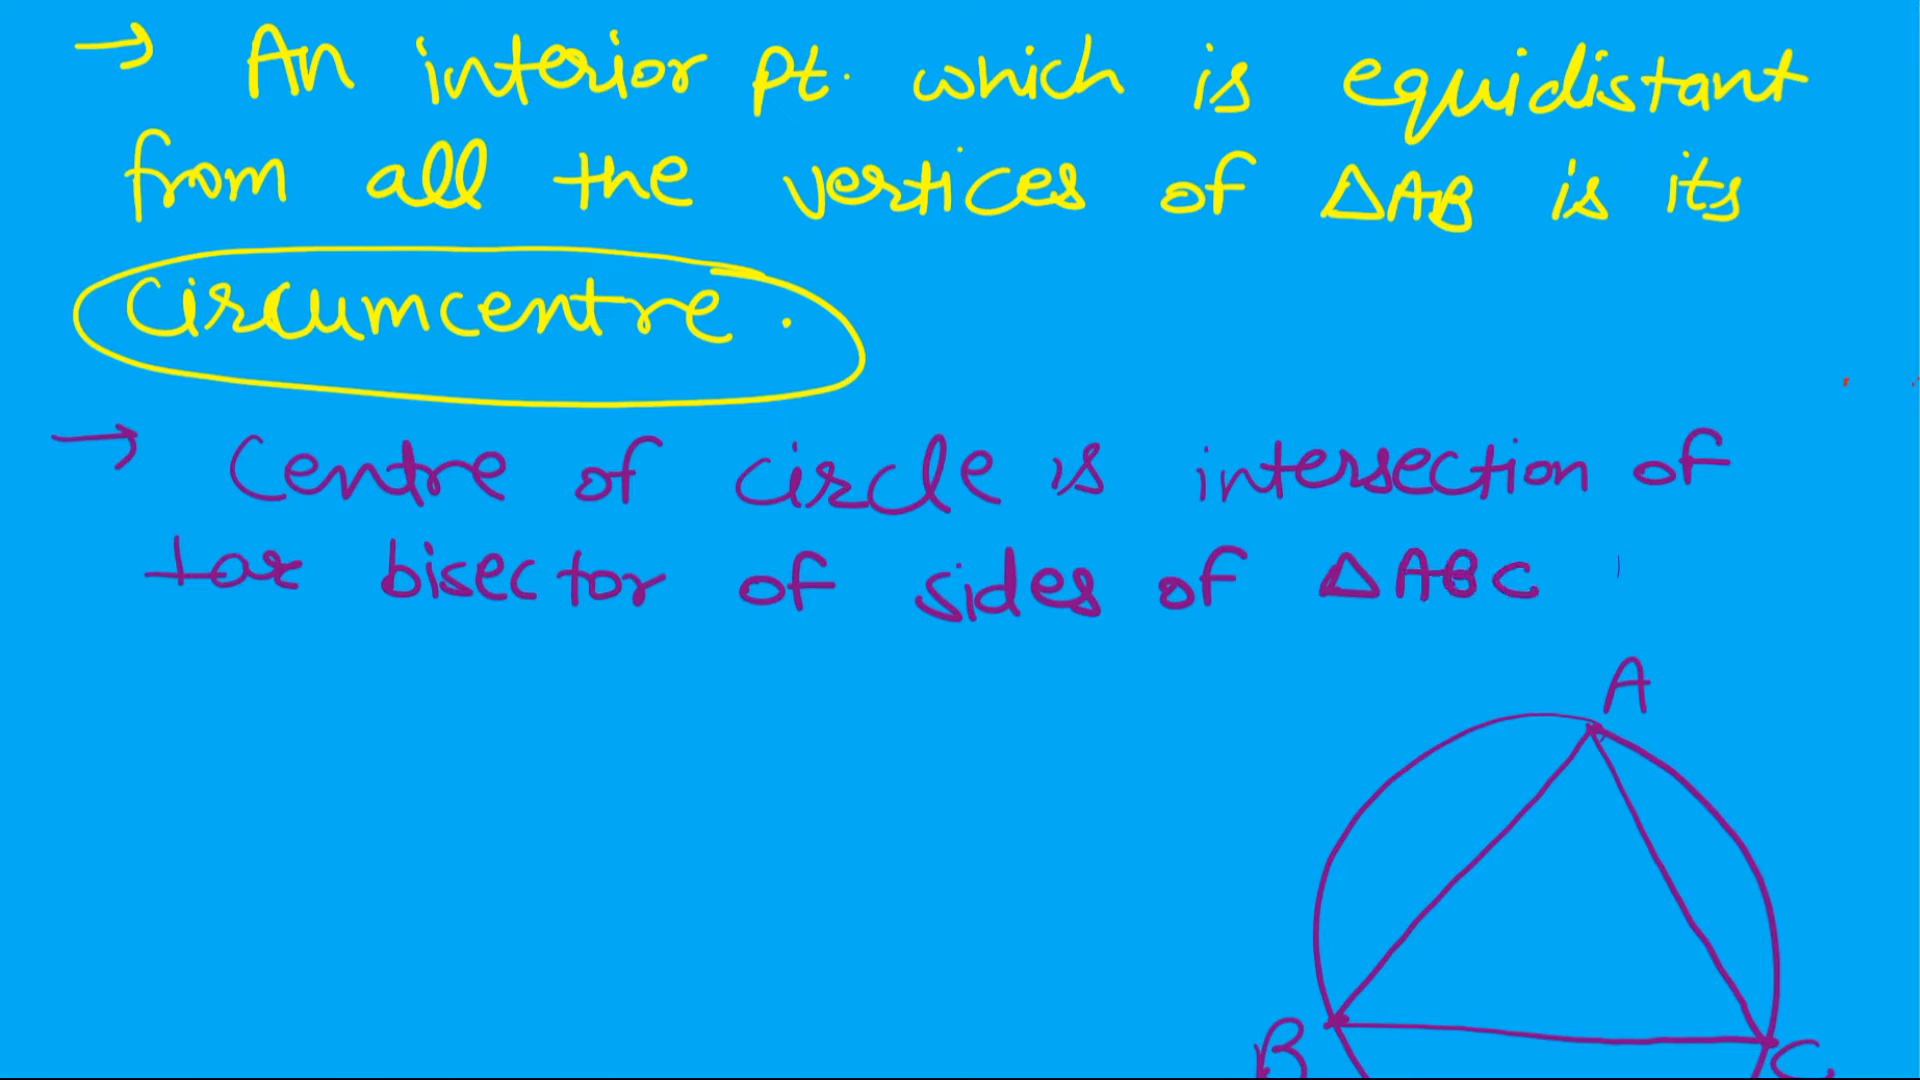 → An interior pt. which is equidistant
from all the vertices of ΔAB is its
circumcentre.
→ Centre of circle is intersection of
⊥ar bisector of sides of ΔABC
A
B
C